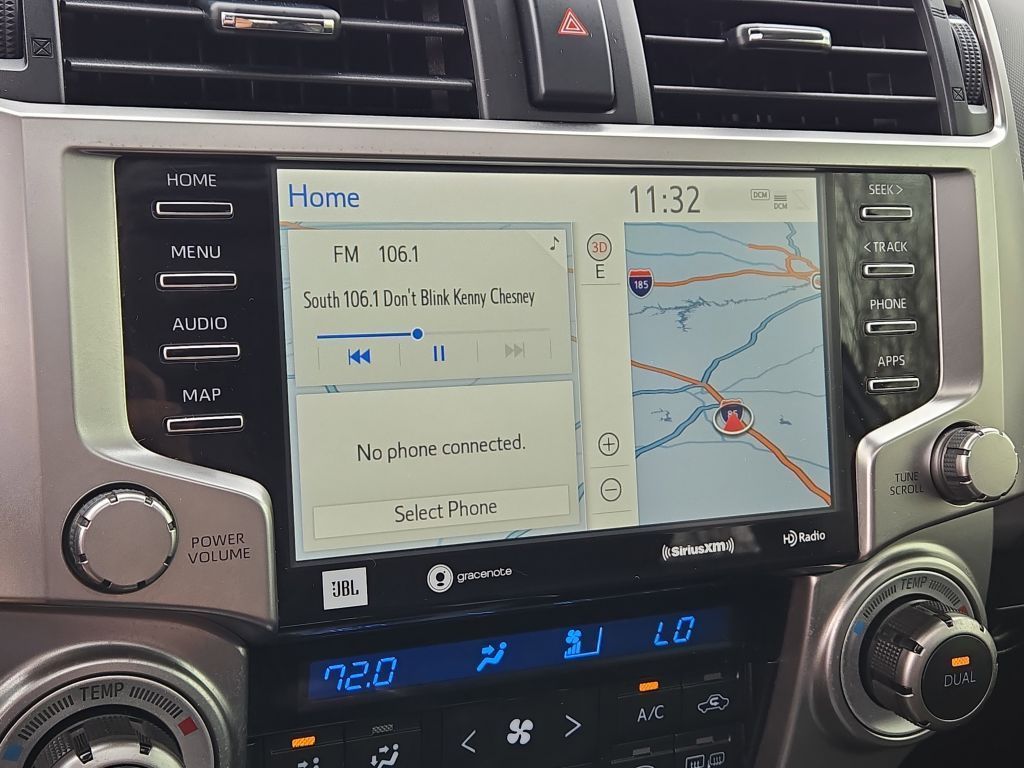 HOME
MENU
AUDIO
MAP
POWER
VOLUME
Home
11:32
DCM
DCM
FM 106.1
South 106.1 Don't Blink Kenny Chesney
No phone connected.
Select Phone
3D
E
185
85
SEEK >
< TRACK
PHONE
APPS
TUNE
SCROLL
JBL
gracenote
((SiriusXM))
HD Radio
72.0
LO
TEMP
TEMP
DUAL
A/C